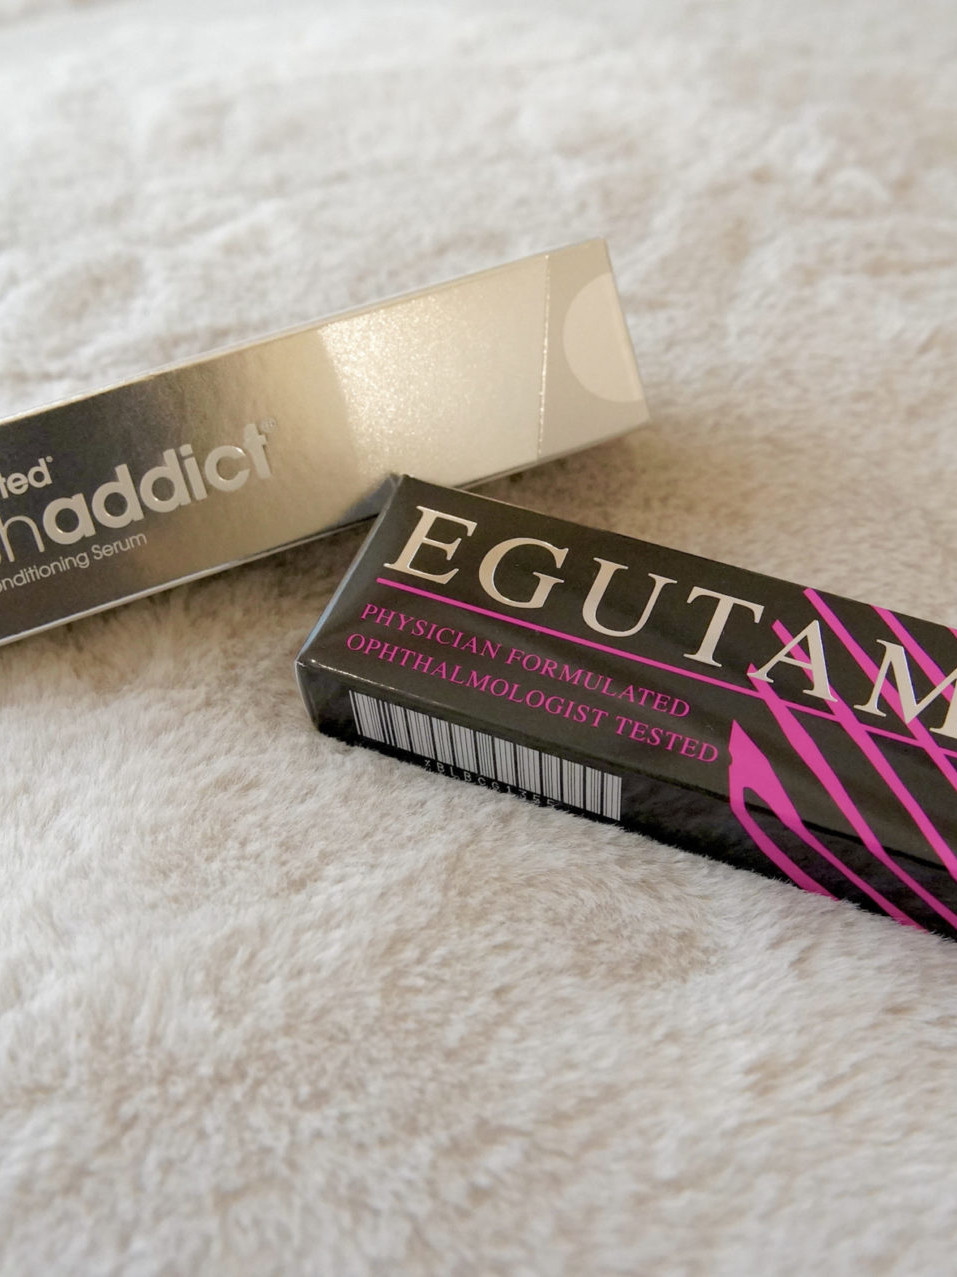 ted®
haddict®
onditioning Serum
EGUTAM
PHYSICIAN FORMULATED
OPHTHALMOLOGIST TESTED